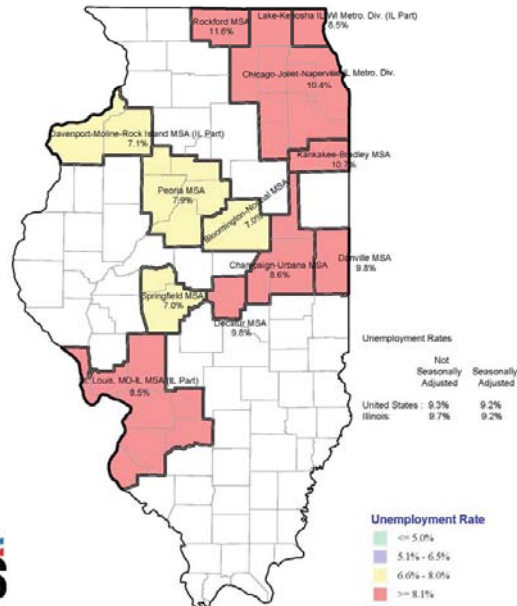 Lake-Kenosha IL-WI Metro. Div. (IL Part)
8.5%
Rockford MSA
11.6%
Chicago-Joliet-Naperville IL Metro. Div.
10.4%
Davenport-Moline-Rock Island MSA (IL Part)
7.1%
Kankakee-Bradley MSA
10.7%
Peoria MSA
7.9%
Bloomington-Normal MSA
7.0%
Danville MSA
9.8%
Champaign-Urbana MSA
8.6%
Springfield MSA
7.0%
Decatur MSA
Unemployment Rates
Not
Seasonally Seasonally
Adjusted Adjusted
United States : 9.3% 9.2%
Illinois: 9.7% 9.2%
Louis, MO-IL MSA (IL Part)
8.5%
Unemployment Rate
<= 5.0%
5.1% - 6.5%
6.6% - 8.0%
>= 8.1%